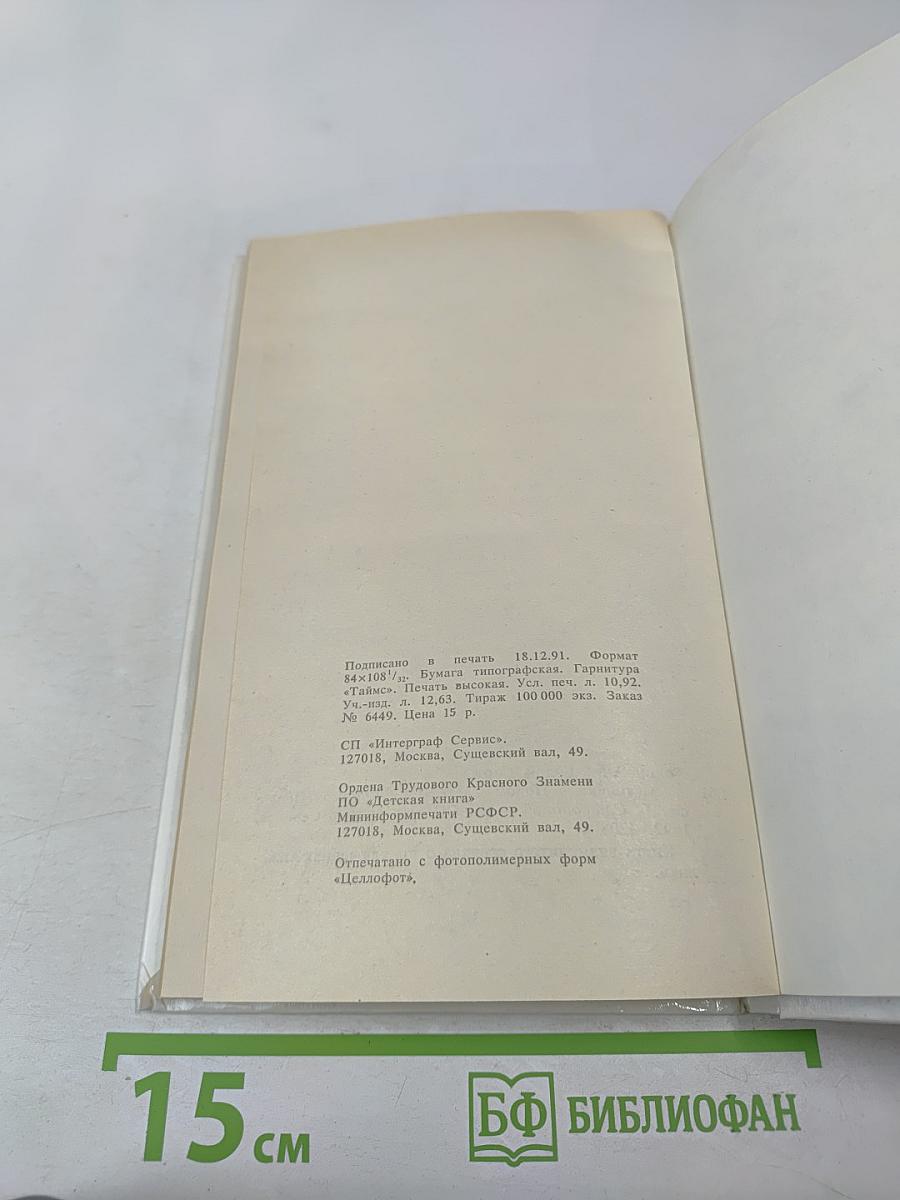 Подписано в печать 18.12.91. Формат
84×108¹/₃₂. Бумага типографская. Гарнитура
«Таймс». Печать высокая. Усл. печ. л. 10,92.
Уч.-изд. л. 12,63. Тираж 100 000 экз. Заказ
№ 6449. Цена 15 р.
СП «Интерграф Сервис».
127018, Москва, Сущевский вал, 49.
Ордена Трудового Красного Знамени
ПО «Детская книга»
Мининформпечати РСФСР.
127018, Москва, Сущевский вал, 49.
Отпечатано с фотополимерных форм
«Целлофот».
15 см
БФ БИБЛИОФАН